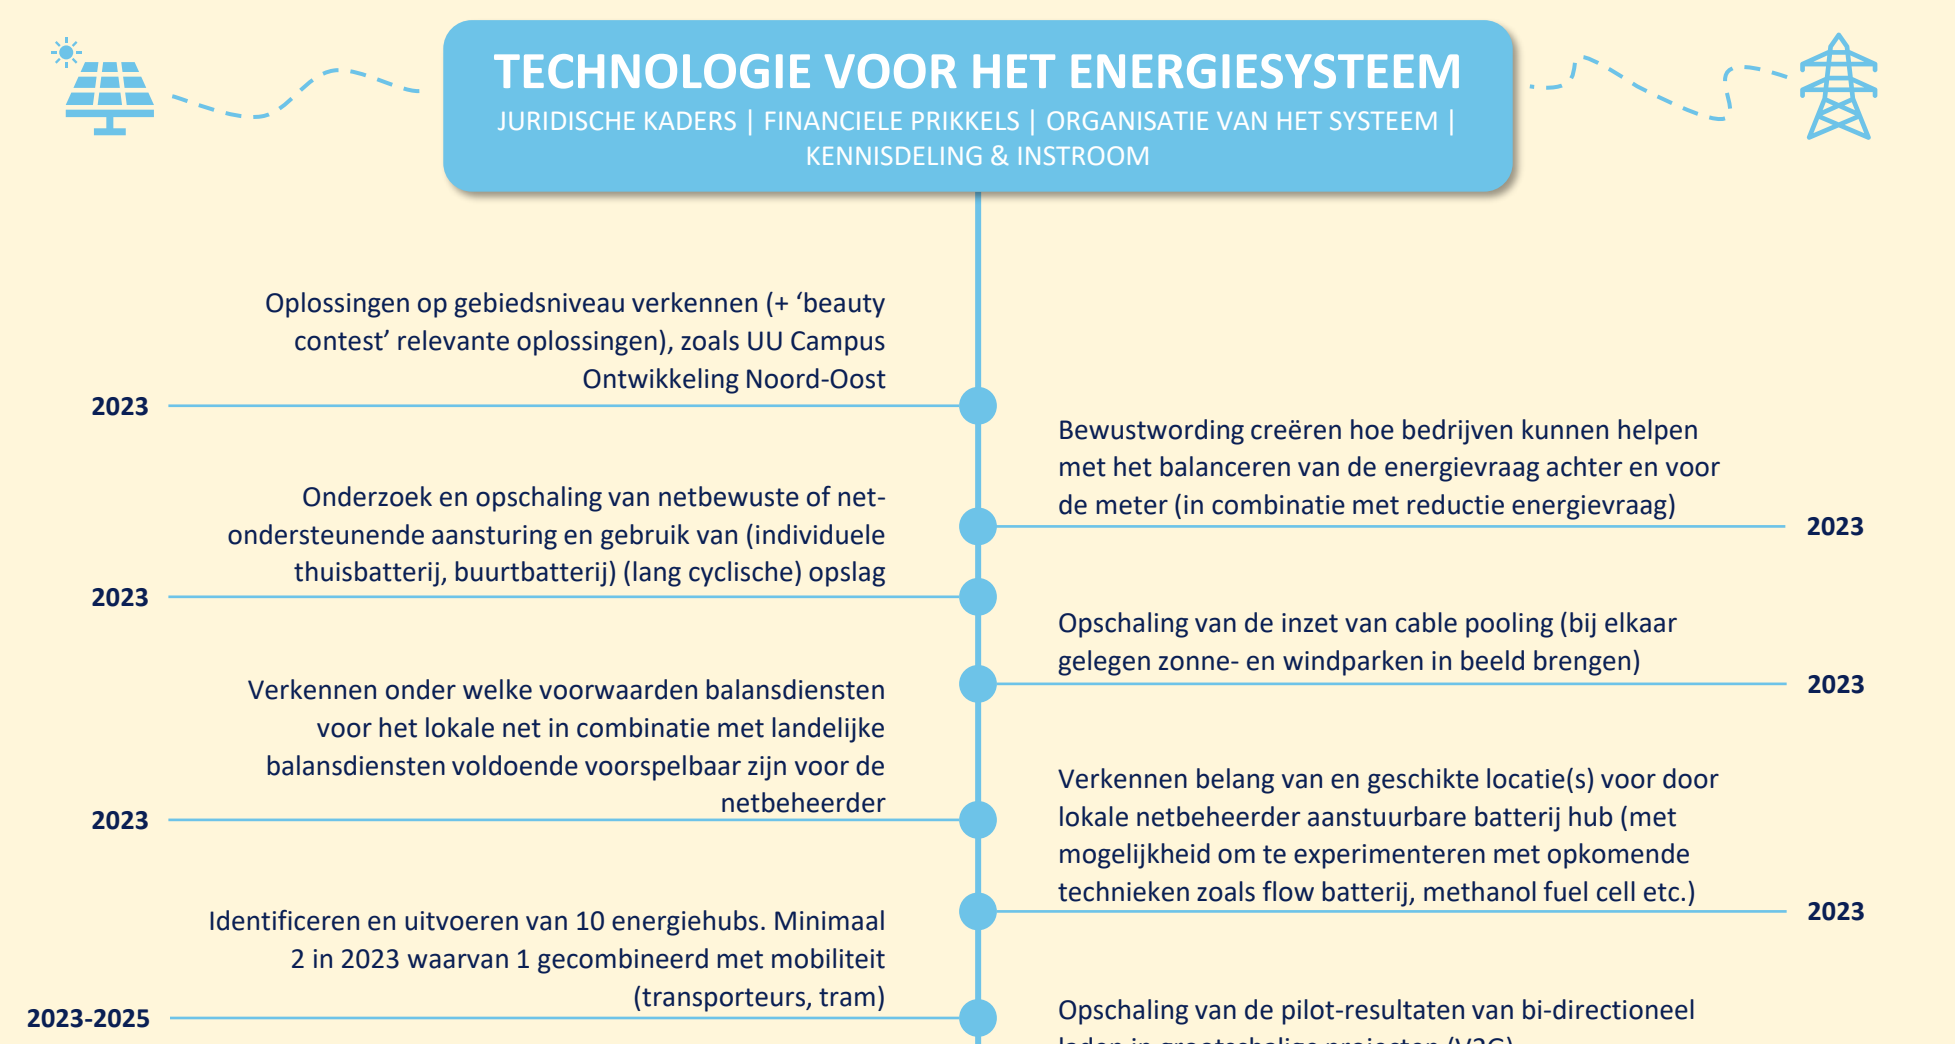 TECHNOLOGIE VOOR HET ENERGIESYSTEEM
JURIDISCHE KADERS | FINANCIELE PRIKKELS | ORGANISATIE VAN HET SYSTEEM |
KENNISDELING & INSTROOM
Oplossingen op gebiedsniveau verkennen (+ ‘beauty
contest’ relevante oplossingen), zoals UU Campus
Ontwikkeling Noord-Oost
2023
Bewustwording creëren hoe bedrijven kunnen helpen
met het balanceren van de energievraag achter en voor
de meter (in combinatie met reductie energievraag)
2023
Onderzoek en opschaling van netbewuste of net-
ondersteunende aansturing en gebruik van (individuele
thuisbatterij, buurtbatterij) (lang cyclische) opslag
2023
Opschaling van de inzet van cable pooling (bij elkaar
gelegen zonne- en windparken in beeld brengen)
2023
Verkennen onder welke voorwaarden balansdiensten
voor het lokale net in combinatie met landelijke
balansdiensten voldoende voorspelbaar zijn voor de
netbeheerder
2023
Verkennen belang van en geschikte locatie(s) voor door
lokale netbeheerder aanstuurbare batterij hub (met
mogelijkheid om te experimenteren met opkomende
technieken zoals flow batterij, methanol fuel cell etc.)
2023
Identificeren en uitvoeren van 10 energiehubs. Minimaal
2 in 2023 waarvan 1 gecombineerd met mobiliteit
(transporteurs, tram)
2023-2025
Opschaling van de pilot-resultaten van bi-directioneel
laden in grootschalige projecten (V2G)